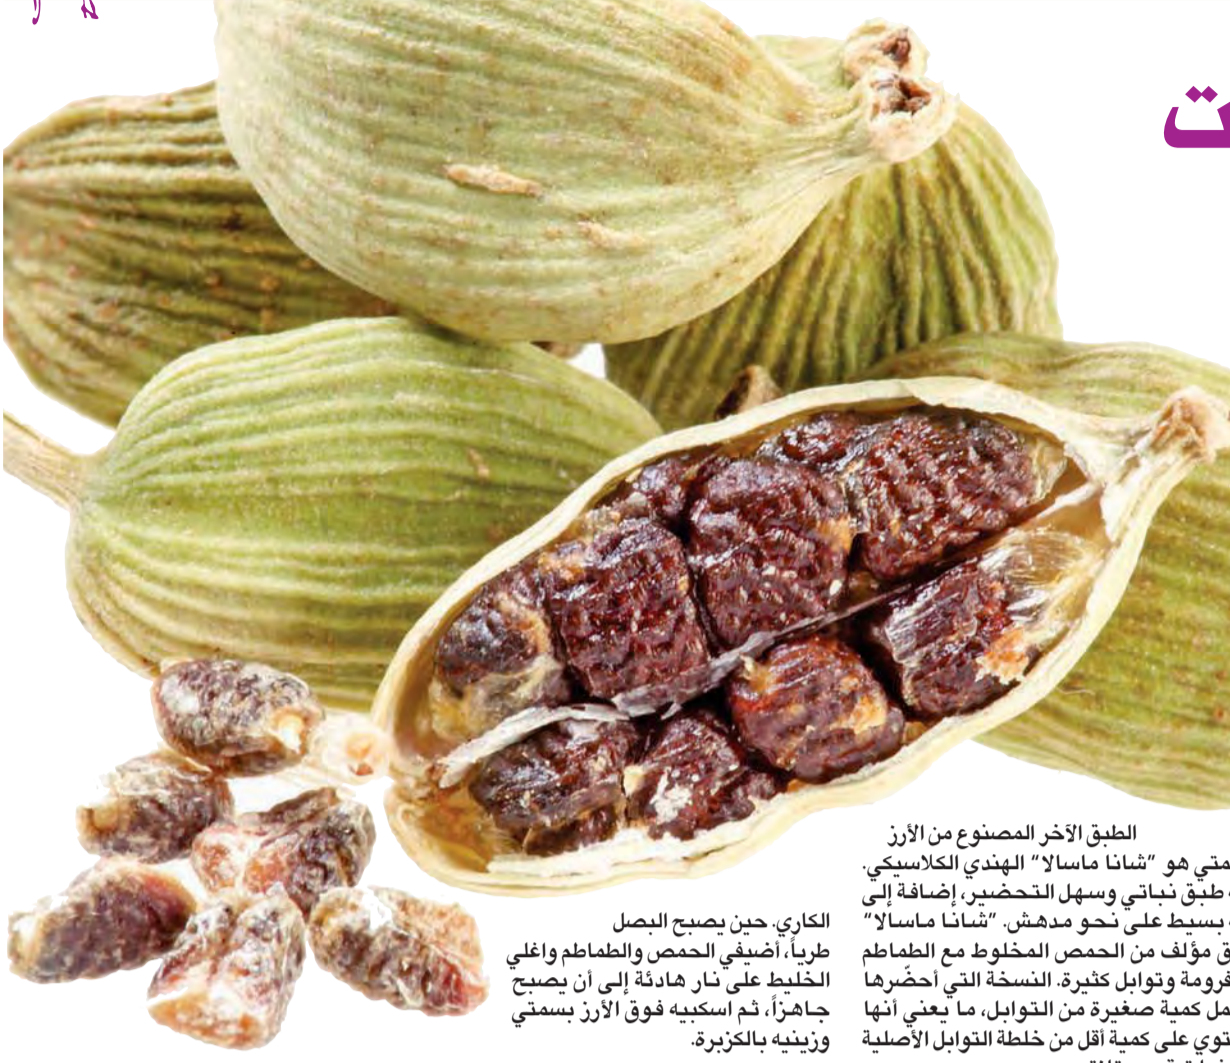 الطبق الآخر المصنوع من الأرز
هو "شانا ماسالا" الهندي الكلاسيكي.
طبق نباتي وسهل التحضير، إضافة إلى
بسيط على نحو مدهش. "شانا ماسالا"
مؤلف من الحمص المخلوط مع الطماطم
وتوابل كثيرة. النسخة التي أحضّرها
كمية صغيرة من التوابل، ما يعني أنها
على كمية أقل من خلطة التوابل الأصلية
الكاري. حين يصبح البصل
طرياً، أضيفي الحمص والطماطم واغلي
الخليط على نار هادئة إلى أن يصبح
جاهزاً، ثم اسكبيه فوق الأرز بسمتي
وزينيه بالكزبرة.